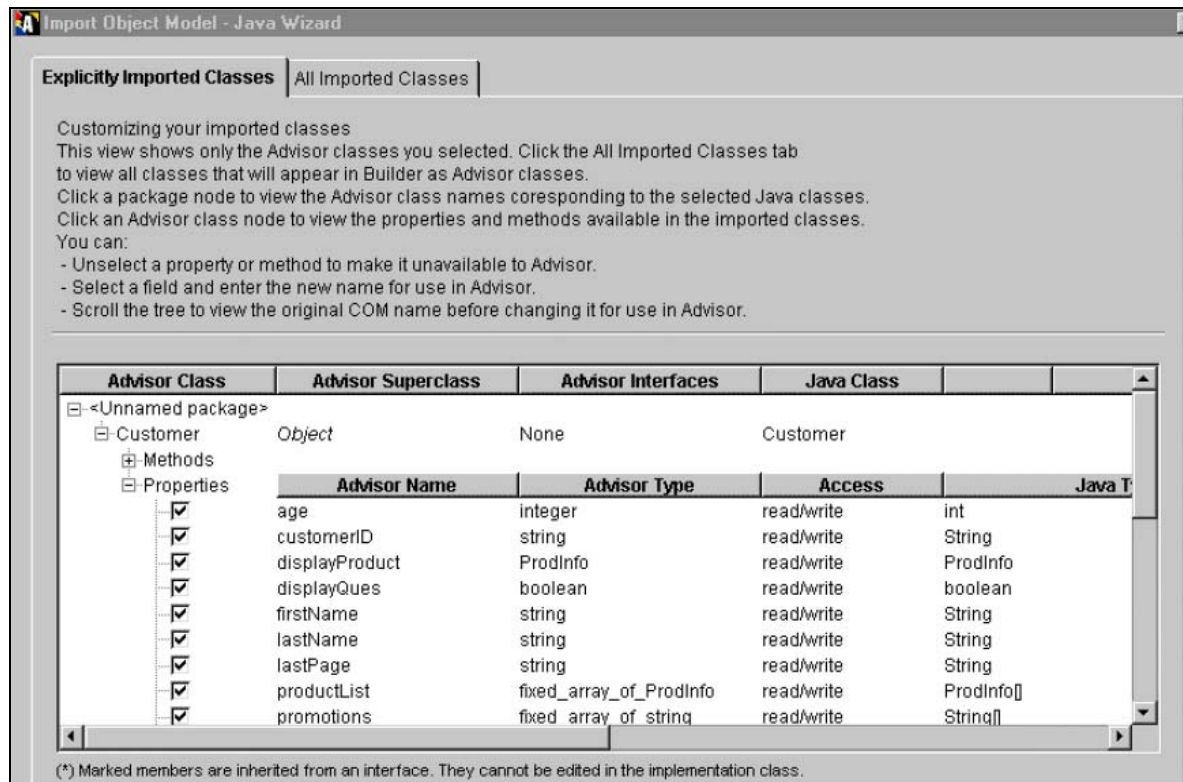 Import Object Model - Java Wizard
Explicitly Imported Classes All Imported Classes
Customizing your imported classes
This view shows only the Advisor classes you selected. Click the All Imported Classes tab
to view all classes that will appear in Builder as Advisor classes.
Click a package node to view the Advisor class names coresponding to the selected Java classes.
Click an Advisor class node to view the properties and methods available in the imported classes.
You can:
- Unselect a property or method to make it unavailable to Advisor.
- Select a field and enter the new name for use in Advisor.
- Scroll the tree to view the original COM name before changing it for use in Advisor.
Advisor Class Advisor Superclass Advisor Interfaces Java Class
<Unnamed package>
Customer Object None Customer
Methods
Properties Advisor Name Advisor Type Access Java T
age integer read/write int
customerID string read/write String
displayProduct ProdInfo read/write ProdInfo
displayQues boolean read/write boolean
firstName string read/write String
lastName string read/write String
lastPage string read/write String
productList fixed_array_of_ProdInfo read/write ProdInfo[]
promotions fixed_array_of_string read/write String[]
(*) Marked members are inherited from an interface. They cannot be edited in the implementation class.